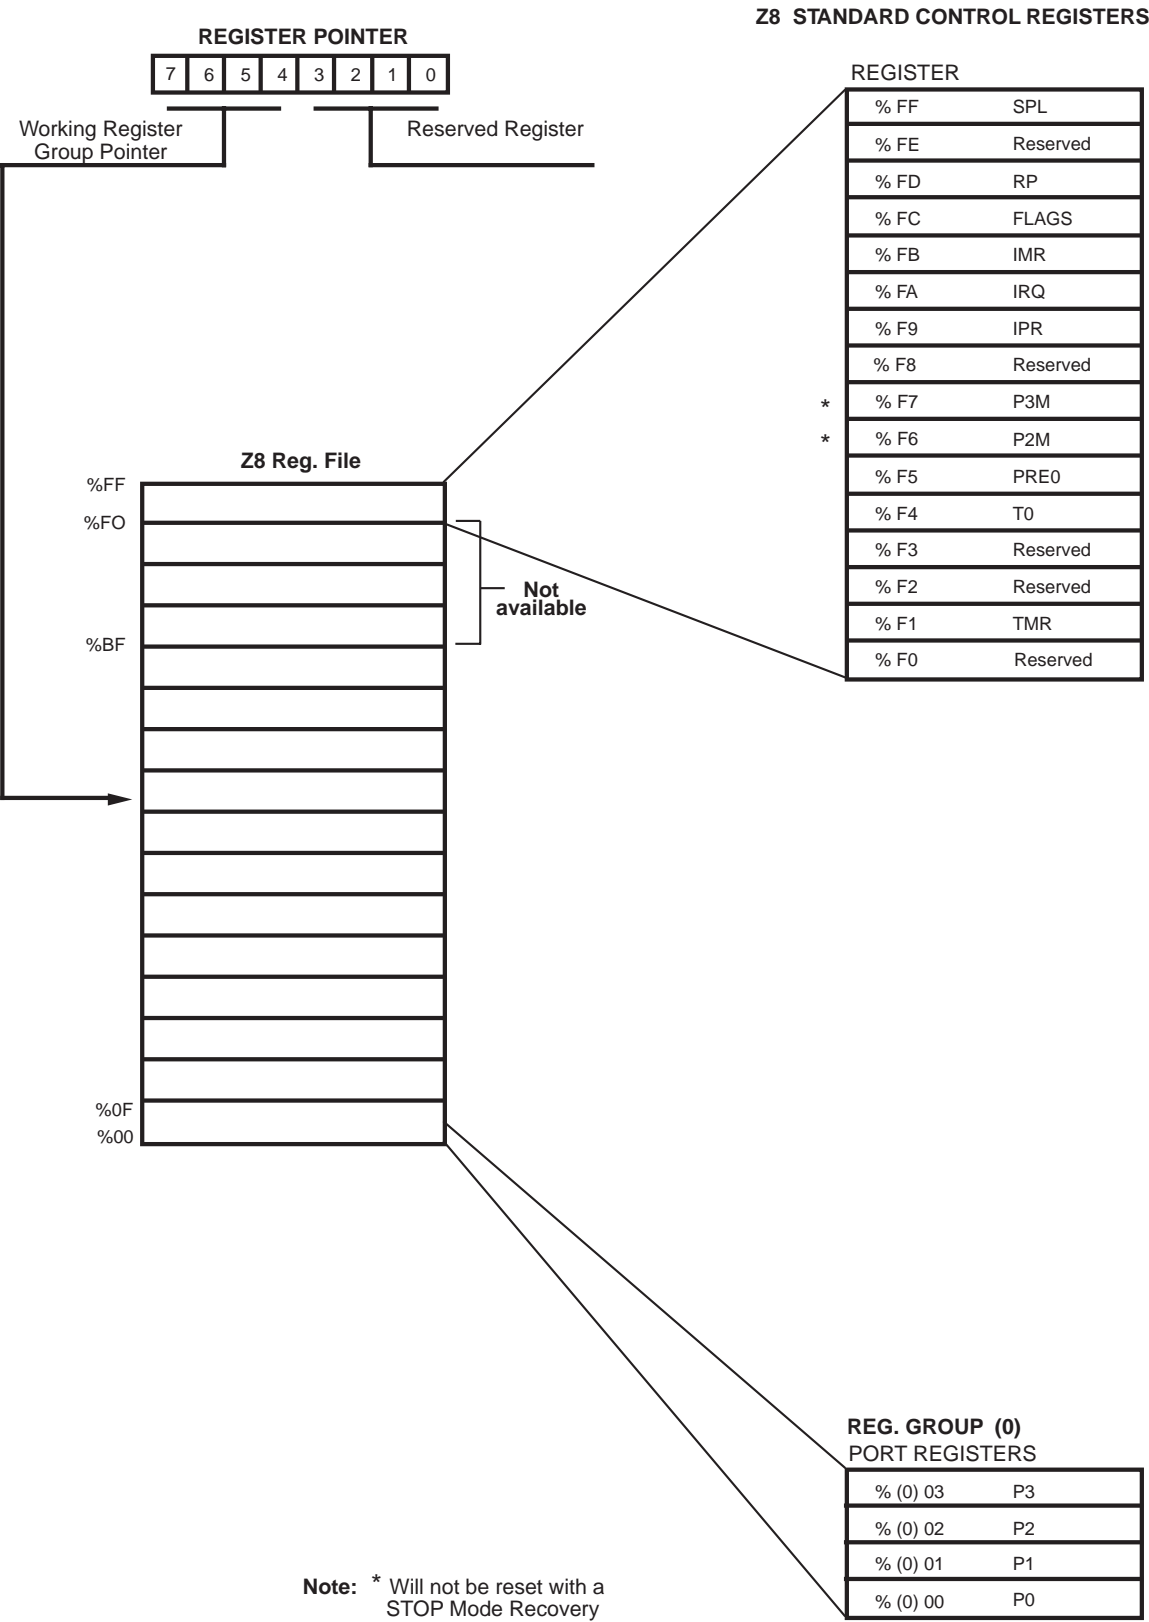 Z8 STANDARD CONTROL REGISTERS
REGISTER POINTER
7 6 5 4 3 2 1 0
Working Register
Group Pointer
Reserved Register
REGISTER
% FF SPL
% FE Reserved
% FD RP
% FC FLAGS
% FB IMR
% FA IRQ
% F9 IPR
% F8 Reserved
* % F7 P3M
* % F6 P2M
% F5 PRE0
% F4 T0
% F3 Reserved
% F2 Reserved
% F1 TMR
% F0 Reserved
Z8 Reg. File
%FF
%FO
Not
available
%BF
%0F
%00
REG. GROUP (0)
PORT REGISTERS
% (0) 03 P3
% (0) 02 P2
% (0) 01 P1
% (0) 00 P0
Note: * Will not be reset with a
STOP Mode Recovery